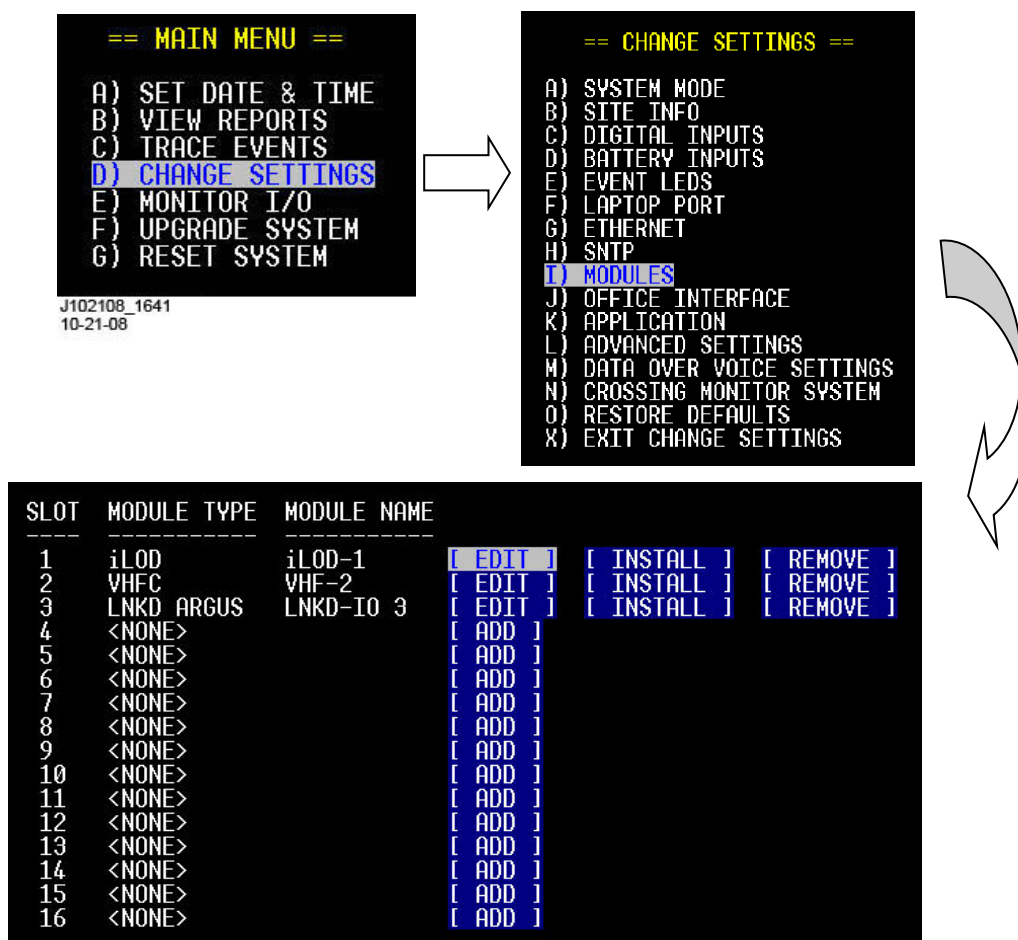 == MAIN MENU ==
A) SET DATE & TIME
B) VIEW REPORTS
C) TRACE EVENTS
D) CHANGE SETTINGS
E) MONITOR I/O
F) UPGRADE SYSTEM
G) RESET SYSTEM
J102108_1641
10-21-08
== CHANGE SETTINGS ==
A) SYSTEM MODE
B) SITE INFO
C) DIGITAL INPUTS
D) BATTERY INPUTS
E) EVENT LEDS
F) LAPTOP PORT
G) ETHERNET
H) SNTP
I) MODULES
J) OFFICE INTERFACE
K) APPLICATION
L) ADVANCED SETTINGS
M) DATA OVER VOICE SETTINGS
N) CROSSING MONITOR SYSTEM
O) RESTORE DEFAULTS
X) EXIT CHANGE SETTINGS
SLOT MODULE TYPE MODULE NAME
---- ----------- -----------
1 iLOD iLOD-1 [ EDIT ] [ INSTALL ] [ REMOVE ]
2 VHFC VHF-2 [ EDIT ] [ INSTALL ] [ REMOVE ]
3 LNKD ARGUS LNKD-IO 3 [ EDIT ] [ INSTALL ] [ REMOVE ]
4 <NONE> [ ADD ]
5 <NONE> [ ADD ]
6 <NONE> [ ADD ]
7 <NONE> [ ADD ]
8 <NONE> [ ADD ]
9 <NONE> [ ADD ]
10 <NONE> [ ADD ]
11 <NONE> [ ADD ]
12 <NONE> [ ADD ]
13 <NONE> [ ADD ]
14 <NONE> [ ADD ]
15 <NONE> [ ADD ]
16 <NONE> [ ADD ]